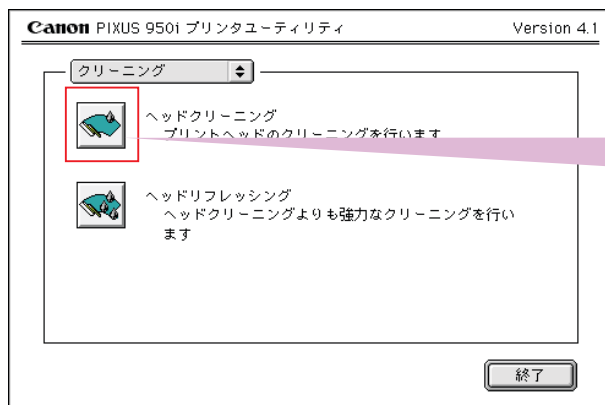 Canon PIXUS 950i プリンタユーティリティ Version 4.1
クリーニング
ヘッドクリーニング
プリントヘッドのクリーニングを行います
ヘッドリフレッシング
ヘッドクリーニングよりも強力なクリーニングを行い
ます
終了